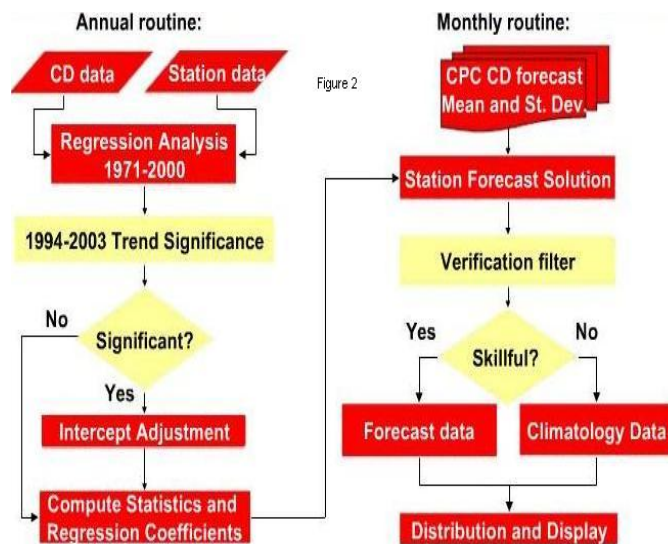 Annual routine:
CD data
Station data
Regression Analysis
1971-2000
1994-2003 Trend Significance
No
Significant?
Yes
Intercept Adjustment
Compute Statistics and
Regression Coefficients
Figure 2
Monthly routine:
CPC CD forecast
Mean and St. Dev.
Station Forecast Solution
Verification filter
Yes
No
Skillful?
Forecast data
Climatology Data
Distribution and Display